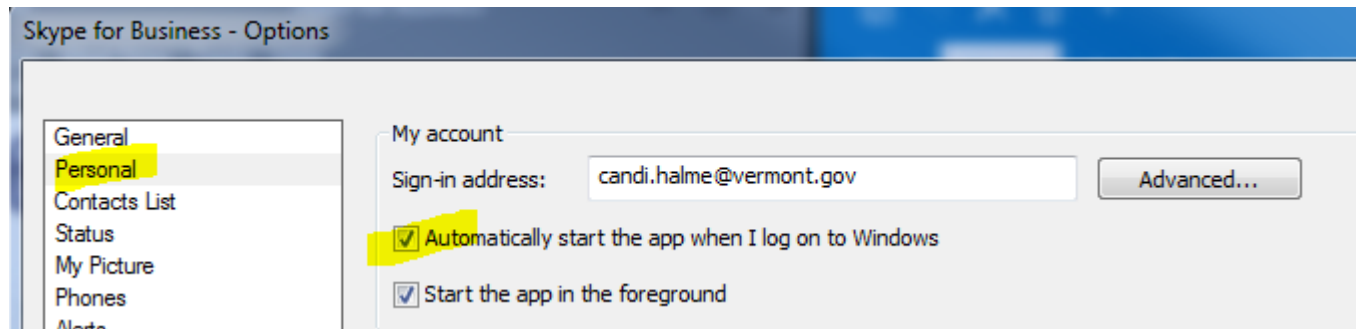 Skype for Business - Options
General
Personal
Contacts List
Status
My Picture
Phones
Alerts
My account
Sign-in address:
candi.halme@vermont.gov
Advanced...
Automatically start the app when I log on to Windows
Start the app in the foreground